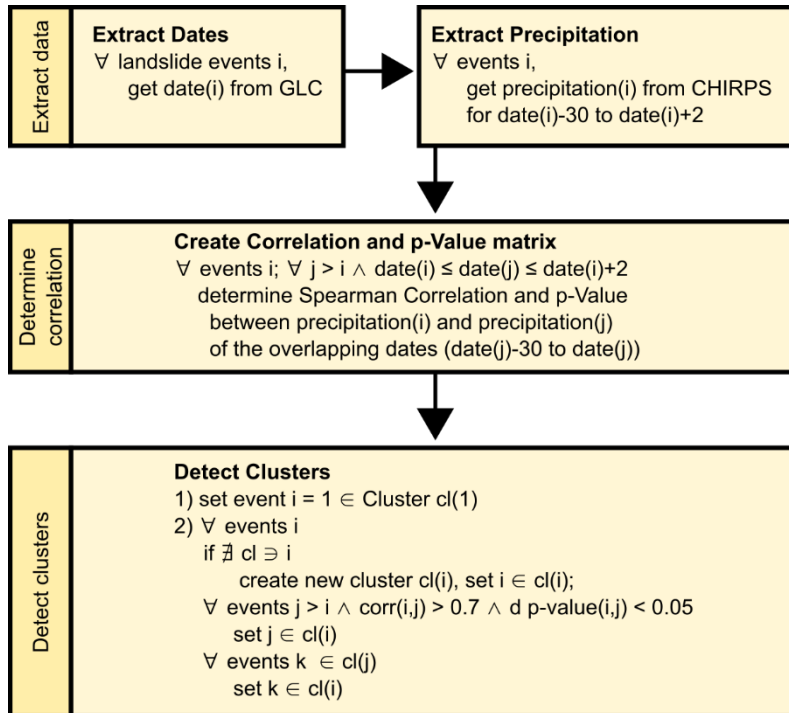 Extract data
Extract Dates
∀ landslide events i,
get date(i) from GLC
Extract Precipitation
∀ events i,
get precipitation(i) from CHIRPS
for date(i)-30 to date(i)+2
Determine
correlation
Create Correlation and p-Value matrix
∀ events i; ∀ j > i ∧ date(i) ≤ date(j) ≤ date(i)+2
determine Spearman Correlation and p-Value
between precipitation(i) and precipitation(j)
of the overlapping dates (date(j)-30 to date(j))
Detect clusters
Detect Clusters
1) set event i = 1 ∈ Cluster cl(1)
2) ∀ events i
if ∄ cl ∋ i
create new cluster cl(i), set i ∈ cl(i);
∀ events j > i ∧ corr(i,j) > 0.7 ∧ d p-value(i,j) < 0.05
set j ∈ cl(i)
∀ events k ∈ cl(j)
set k ∈ cl(i)